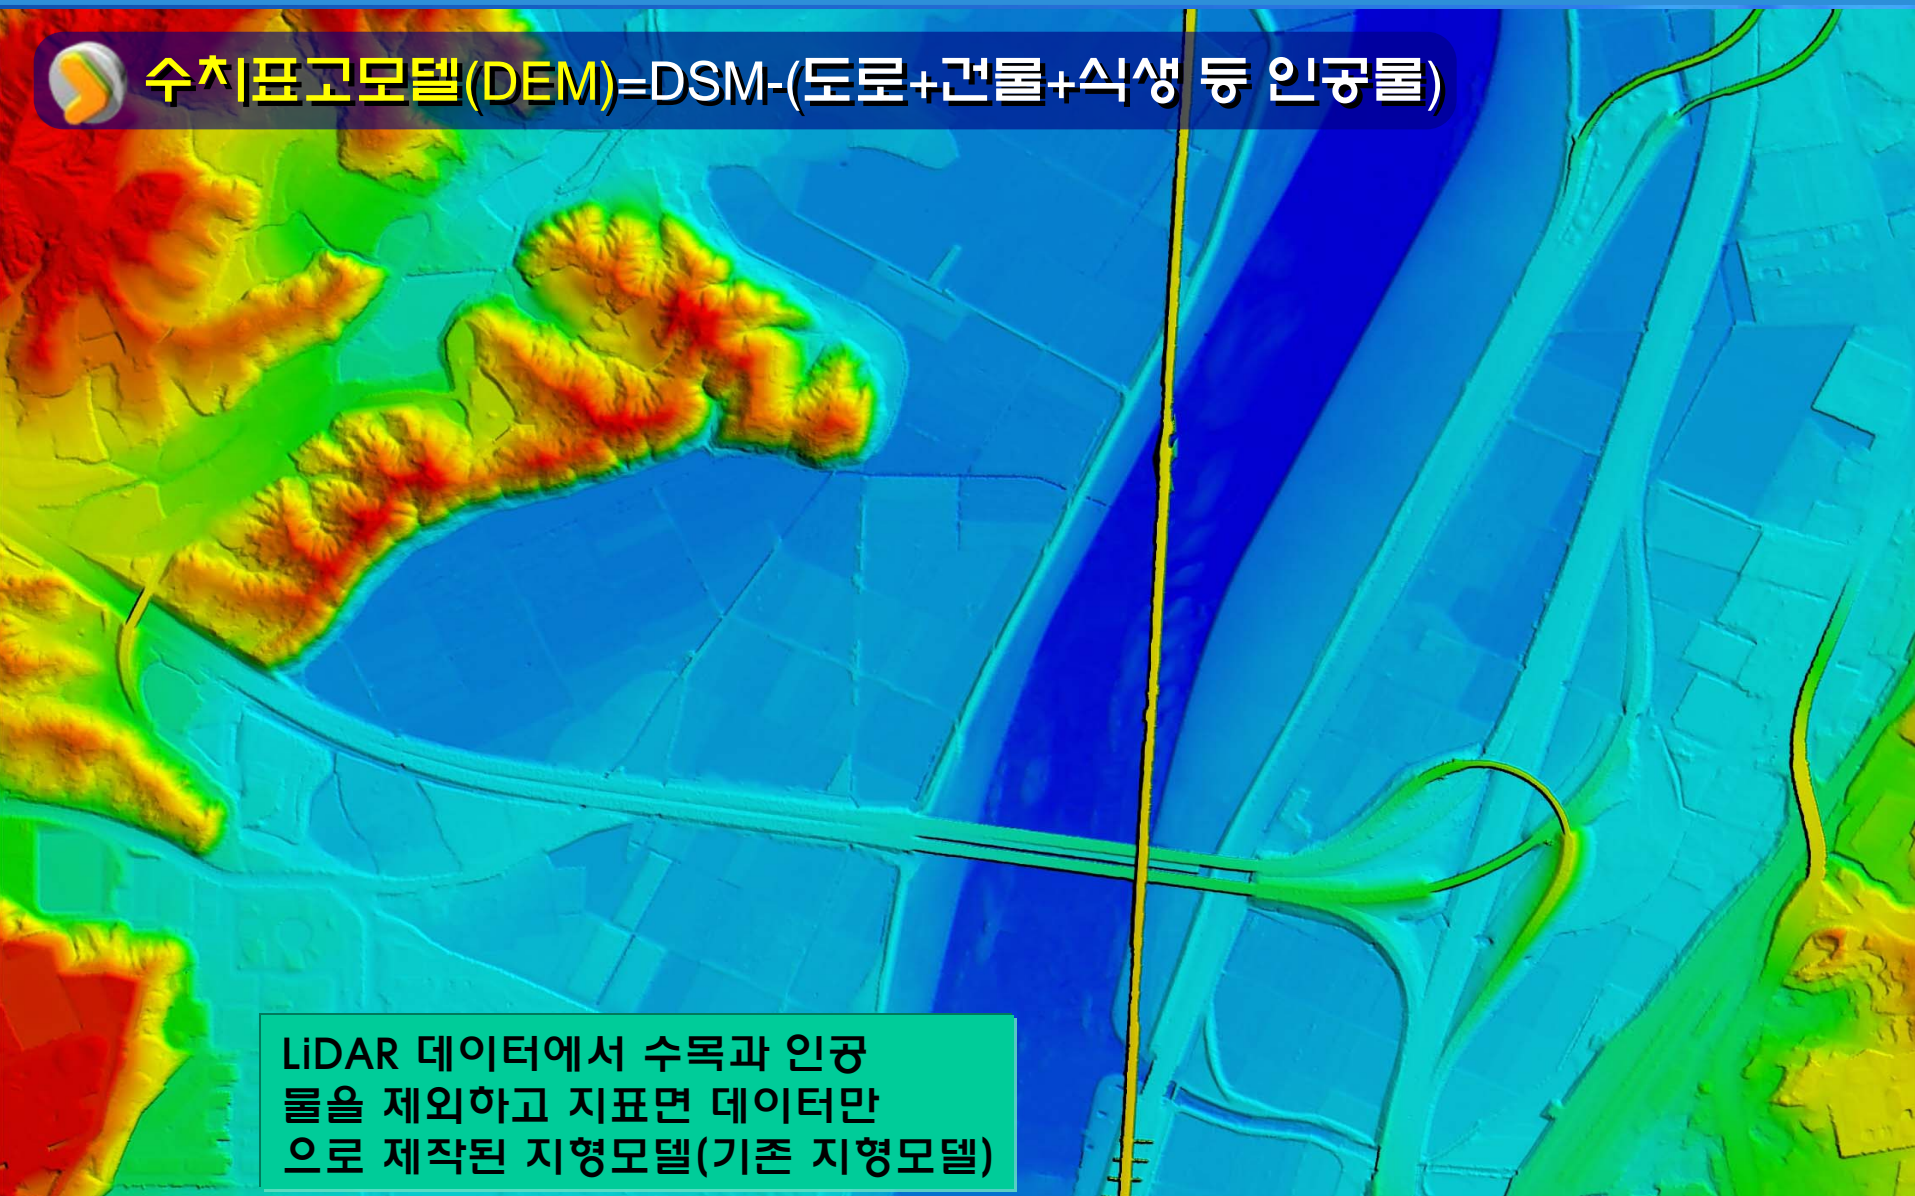 수치표고모델(DEM)=DSM-(도로+건물+식생 등 인공물)
LiDAR 데이터에서 수목과 인공
물을 제외하고 지표면 데이터만
으로 제작된 지형모델(기존 지형모델)